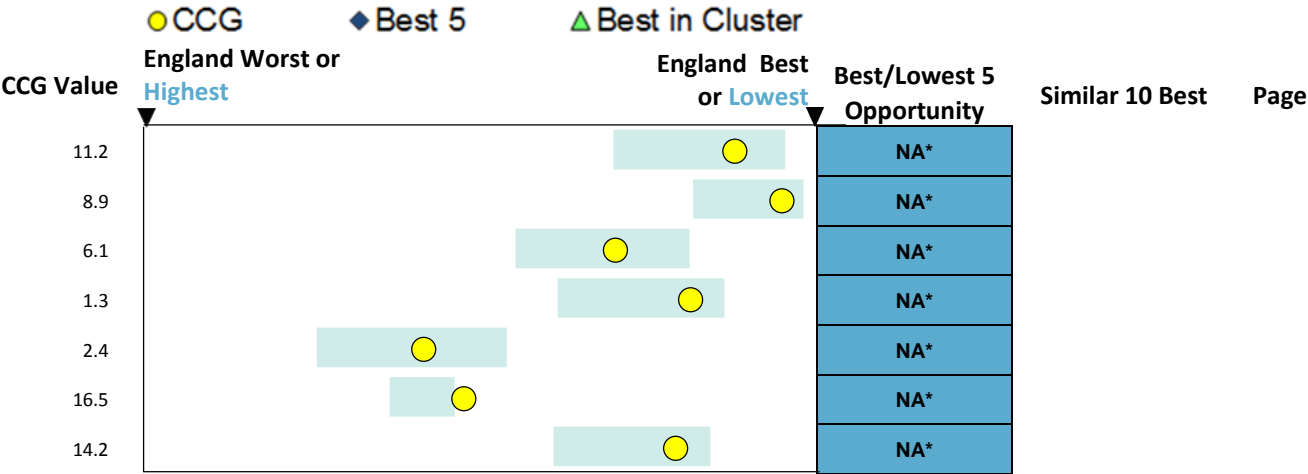 CCG Best 5 Best in Cluster
CCG Value
England Worst or
Highest
England Best
or Lowest
Best/Lowest 5
Opportunity
Similar 10 Best
Page
11.2 NA*
8.9 NA*
6.1 NA*
1.3 NA*
2.4 NA*
16.5 NA*
14.2 NA*